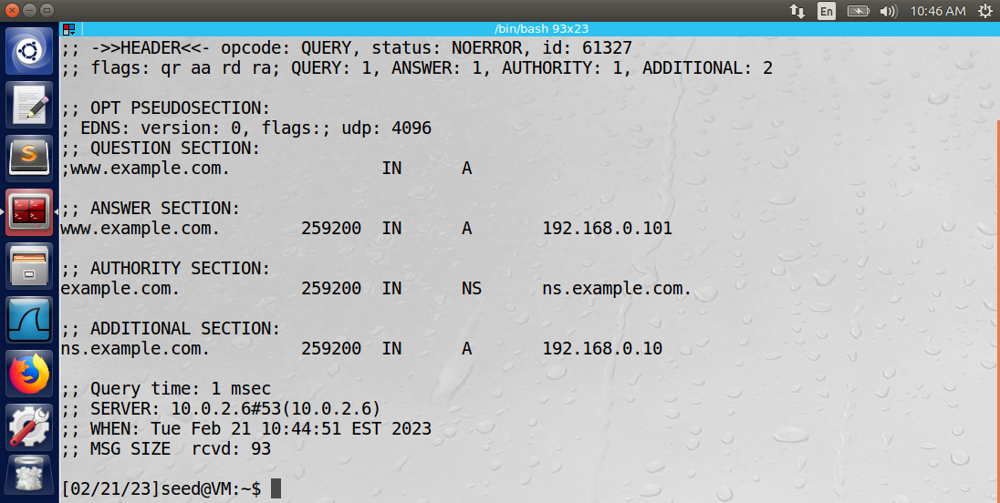 En 10:46 AM
/bin/bash 93x23
;; ->>HEADER<<- opcode: QUERY, status: NOERROR, id: 61327
;; flags: qr aa rd ra; QUERY: 1, ANSWER: 1, AUTHORITY: 1, ADDITIONAL: 2
;; OPT PSEUDOSECTION:
; EDNS: version: 0, flags:; udp: 4096
;; QUESTION SECTION:
;www.example.com. IN A
;; ANSWER SECTION:
www.example.com. 259200 IN A 192.168.0.101
;; AUTHORITY SECTION:
example.com. 259200 IN NS ns.example.com.
;; ADDITIONAL SECTION:
ns.example.com. 259200 IN A 192.168.0.10
;; Query time: 1 msec
;; SERVER: 10.0.2.6#53(10.0.2.6)
;; WHEN: Tue Feb 21 10:44:51 EST 2023
;; MSG SIZE rcvd: 93
[02/21/23]seed@VM:~$